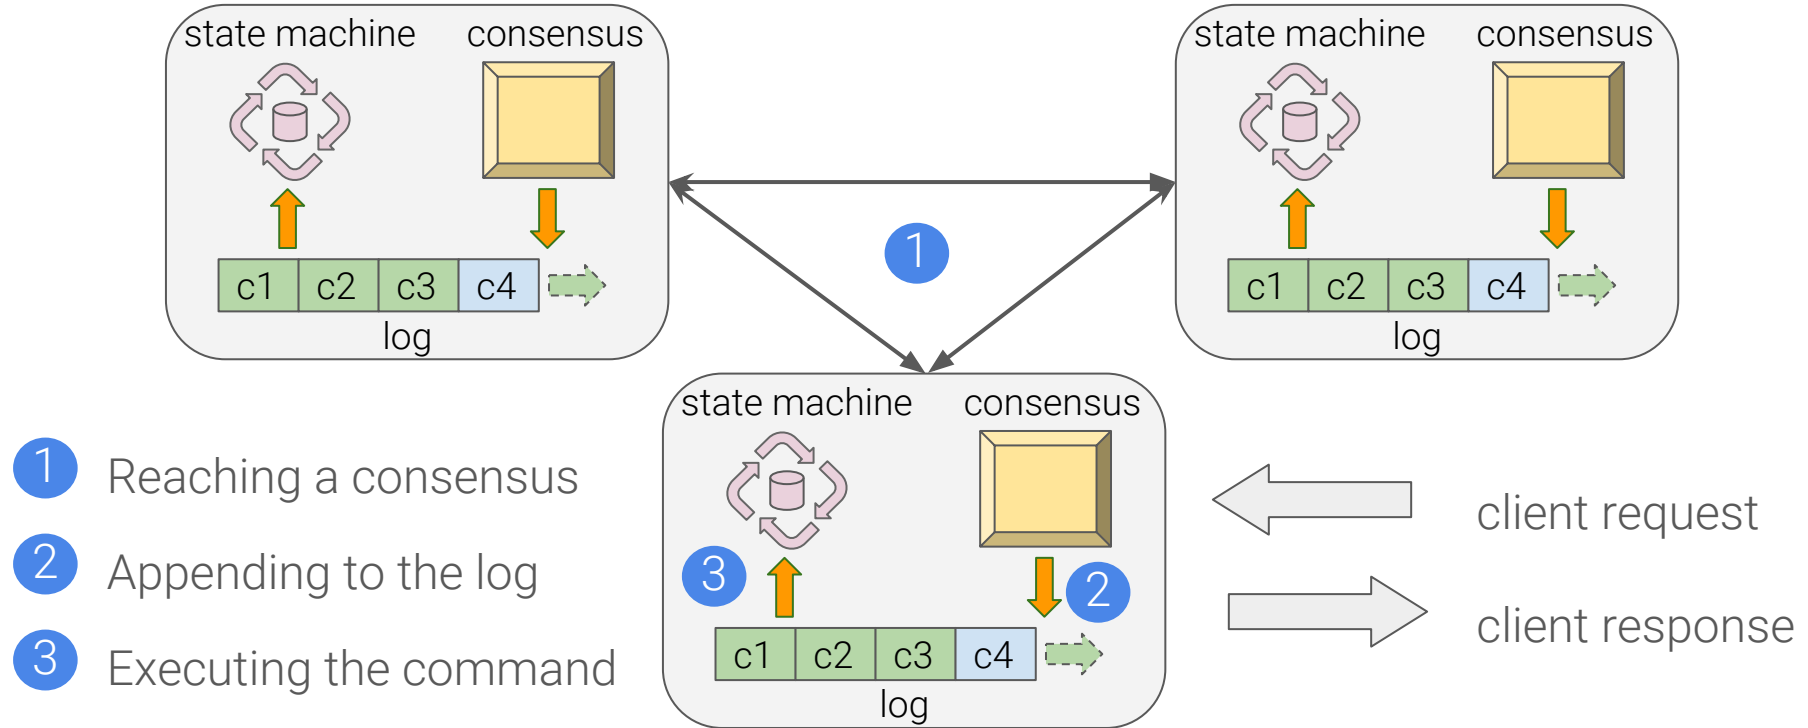 state machine consensus
c1 c2 c3 c4
log
state machine consensus
c1 c2 c3 c4
log
1
state machine consensus
3
2
c1 c2 c3 c4
log
1 Reaching a consensus
2 Appending to the log
3 Executing the command
client request
client response